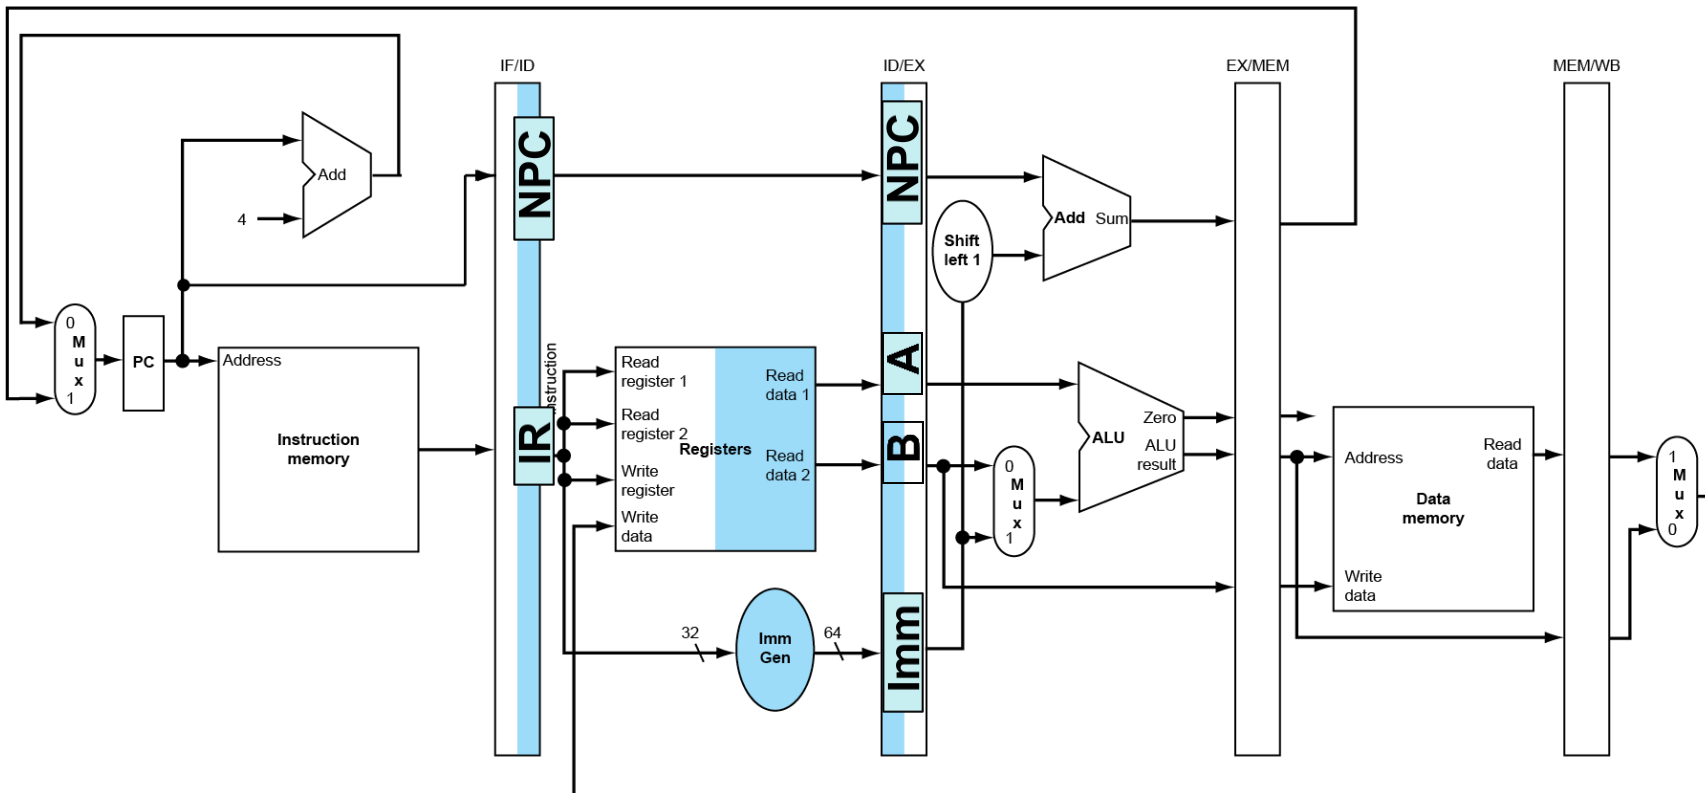 IF/ID
ID/EX
EX/MEM
MEM/WB
NPC
NPC
Add
4
Add Sum
Shift
left 1
0
M
u
x
1
PC
Address
Instruction
memory
Instruction
IR
Read
register 1
Read
register 2
Write
register
Write
data
Registers
Read
data 1
Read
data 2
A
B
0
M
u
x
1
Zero
ALU
ALU
result
Address
Read
data
Data
memory
Write
data
1
M
u
x
0
32
Imm
Gen
64
Imm